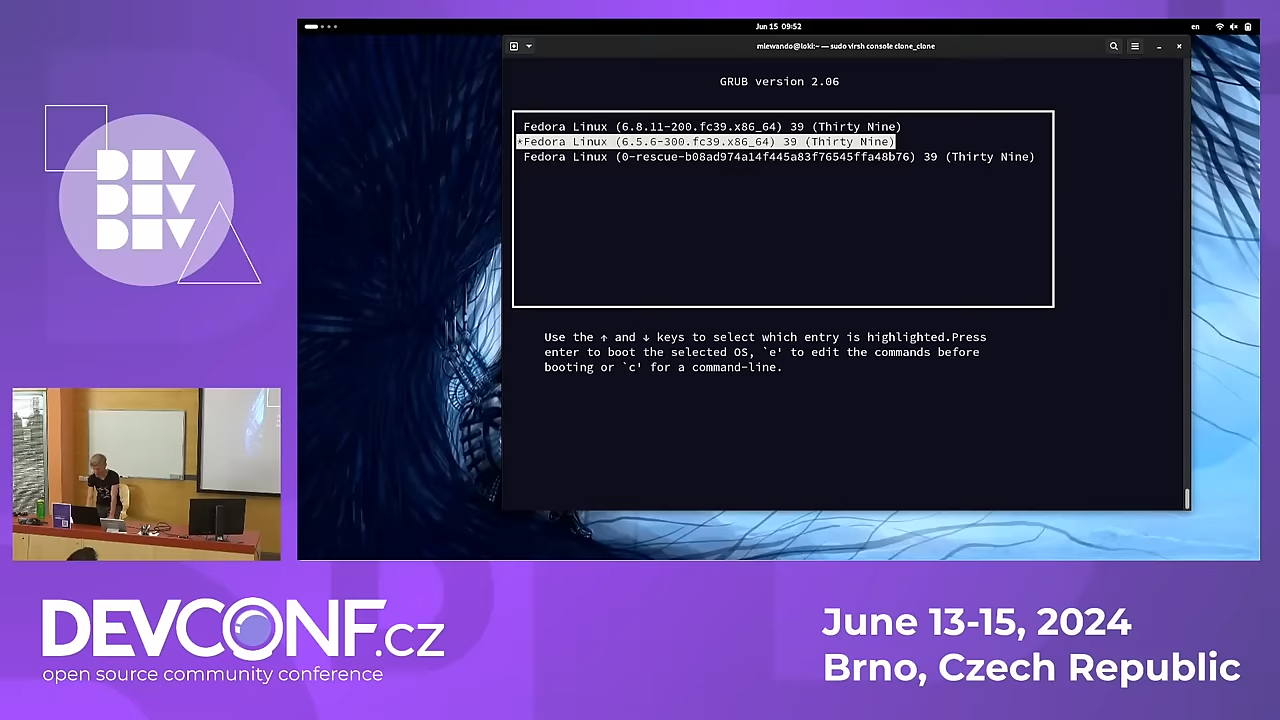 Jun 15 09:52
en
mlewando@loki:~ — sudo virsh console clone_clone
GRUB version 2.06
Fedora Linux (6.8.11-200.fc39.x86_64) 39 (Thirty Nine)
*Fedora Linux (6.5.6-300.fc39.x86_64) 39 (Thirty Nine)
Fedora Linux (0-rescue-b08ad974a14f445a83f76545ffa48b76) 39 (Thirty Nine)
Use the ↑ and ↓ keys to select which entry is highlighted.Press
enter to boot the selected OS, `e' to edit the commands before
booting or `c' for a command-line.
DEV
DEV
DEV
DEVCONF.cz
open source community conference
June 13-15, 2024
Brno, Czech Republic